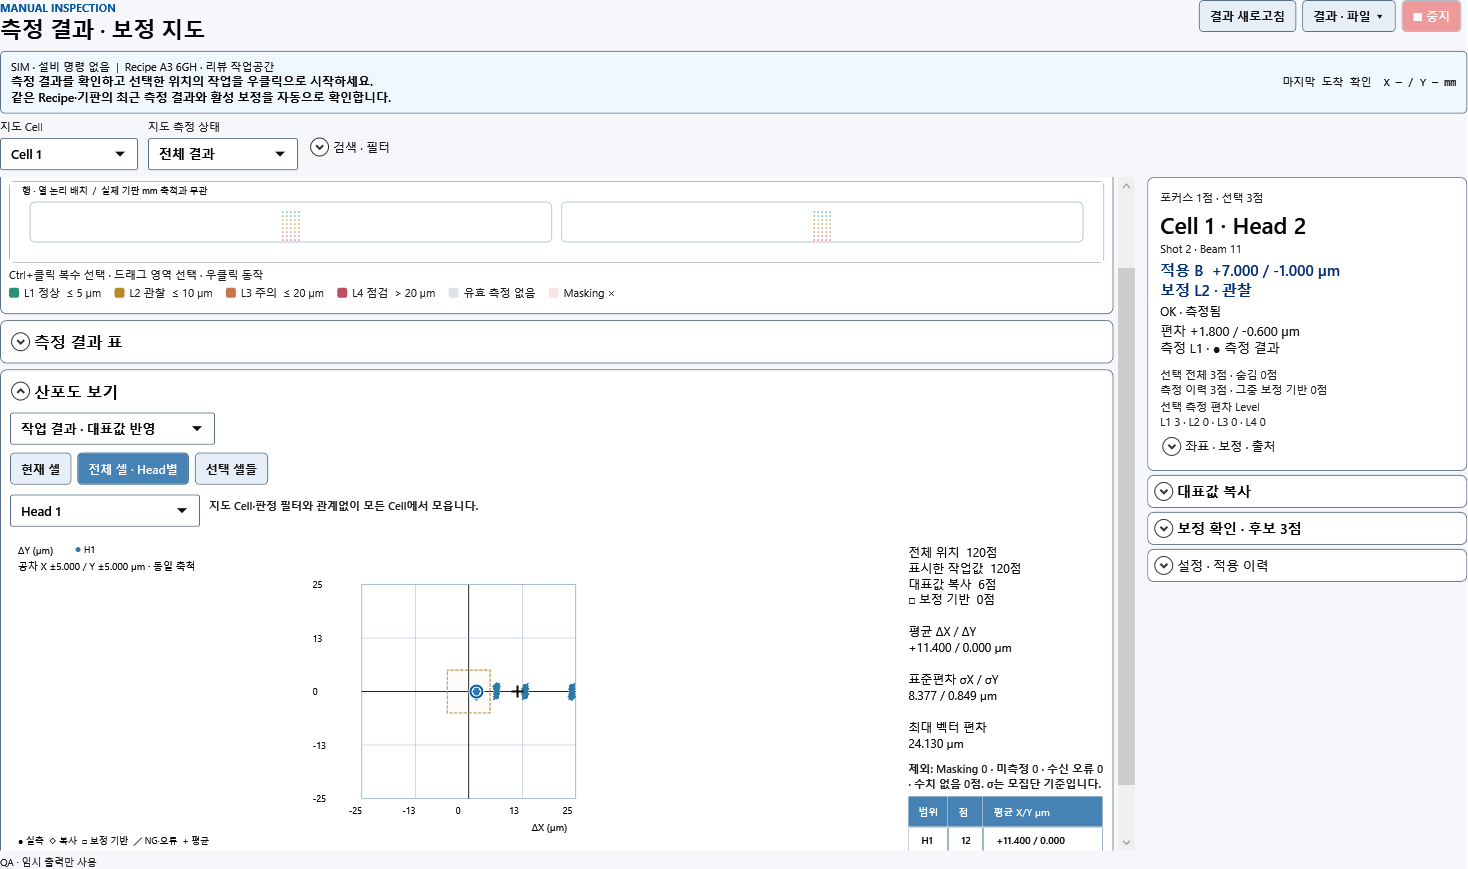 MANUAL INSPECTION
측정 결과 · 보정 지도
결과 새로고침
결과 · 파일
중지
SIM · 설비 명령 없음 | Recipe A3 6GH · 리뷰 작업공간
측정 결과를 확인하고 선택한 위치의 작업을 우클릭으로 시작하세요.
같은 Recipe·기판의 최근 측정 결과와 활성 보정을 자동으로 확인합니다.
마지막 도착 확인 X — / Y — mm
지도 Cell
지도 측정 상태
Cell 1
전체 결과
검색 · 필터
행 · 열 논리 배치 / 실제 기판 mm 축척과 무관
Ctrl+클릭 복수 선택 · 드래그 영역 선택 · 우클릭 동작
L1 정상 ≤ 5 µm
L2 관찰 ≤ 10 µm
L3 주의 ≤ 20 µm
L4 점검 > 20 µm
유효 측정 없음
Masking ×
측정 결과 표
산포도 보기
작업 결과 · 대표값 반영
현재 셀
전체 셀 · Head별
선택 셀들
Head 1
지도 Cell·판정 필터와 관계없이 모든 Cell에서 모읍니다.
ΔY (µm)
● H1
공차 X ±5.000 / Y ±5.000 µm · 동일 축척
25
13
0
-13
-25
-25
-13
0
13
25
ΔX (µm)
● 실측 ◇ 복사 □ 보정 기반 ／ NG·오류 + 평균
전체 위치 120점
표시한 작업값 120점
대표값 복사 6점
□ 보정 기반 0점
평균 ΔX / ΔY
+11.400 / 0.000 µm
표준편차 σX / σY
8.377 / 0.849 µm
최대 벡터 편차
24.130 µm
제외: Masking 0 · 미측정 0 · 수신 오류 0
· 수치 없음 0점. σ는 모집단 기준입니다.
범위 점 평균 X/Y µm
H1 12 +11.400 / 0.000
포커스 1점 · 선택 3점
Cell 1 · Head 2
Shot 2 · Beam 11
적용 B +7.000 / -1.000 µm
보정 L2 · 관찰
OK · 측정됨
편차 +1.800 / -0.600 µm
측정 L1 · ● 측정 결과
선택 전체 3점 · 숨김 0점
측정 이력 3점 · 그중 보정 기반 0점
선택 측정 편차 Level
L1 3 · L2 0 · L3 0 · L4 0
좌표 · 보정 · 출처
대표값 복사
보정 확인 · 후보 3점
설정 · 적용 이력
QA · 임시 출력만 사용